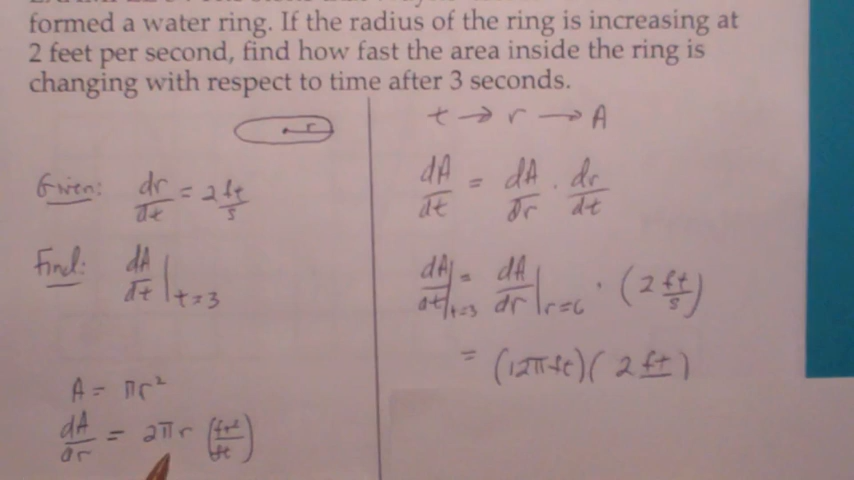 formed a water ring. If the radius of the ring is increasing at
2 feet per second, find how fast the area inside the ring is
changing with respect to time after 3 seconds.
r
Given: dr/dt = 2 ft/s
Find: dA/dt |t=3
A = πr²
dA/dr = 2πr (ft²/ft)
t → r → A
dA/dt = dA/dr · dr/dt
dA/dt |t=3 = dA/dr |r=6 · (2 ft/s)
= (12π ft)(2 ft)